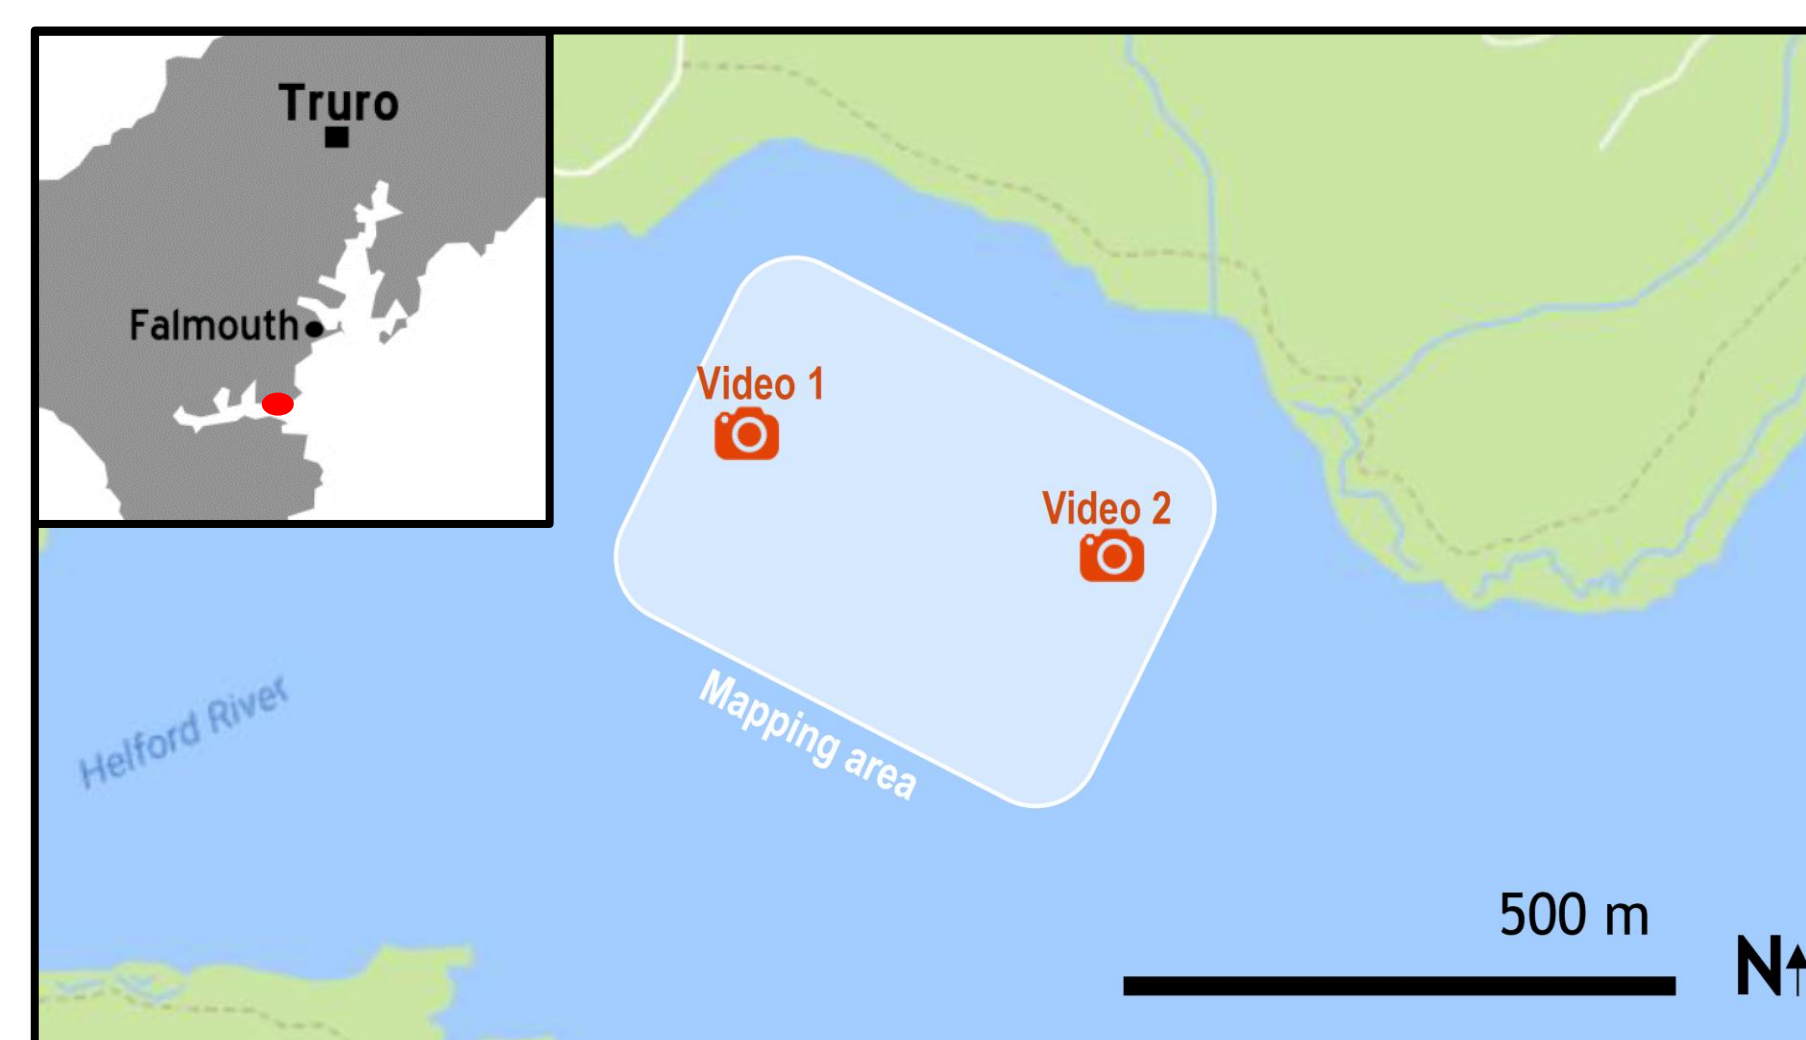 Truro
Falmouth
Video 1
Video 2
Mapping area
Helford River
500 m
N